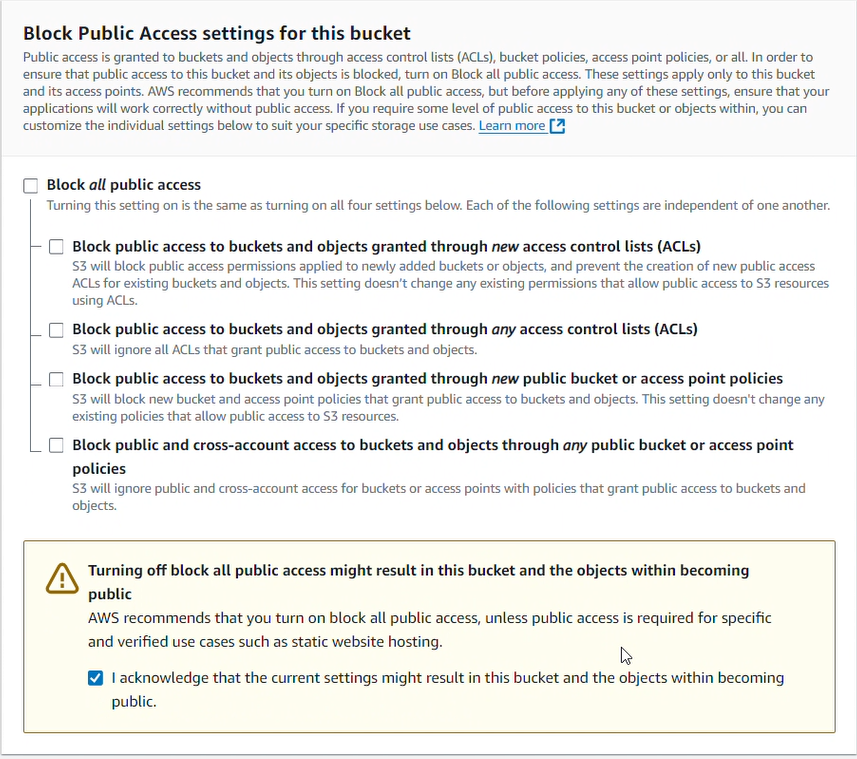 Block Public Access settings for this bucket
Public access is granted to buckets and objects through access control lists (ACLs), bucket policies, access point policies, or all. In order to
ensure that public access to this bucket and its objects is blocked, turn on Block all public access. These settings apply only to this bucket
and its access points. AWS recommends that you turn on Block all public access, but before applying any of these settings, ensure that your
applications will work correctly without public access. If you require some level of public access to this bucket or objects within, you can
customize the individual settings below to suit your specific storage use cases. Learn more
Block all public access
Turning this setting on is the same as turning on all four settings below. Each of the following settings are independent of one another.
Block public access to buckets and objects granted through new access control lists (ACLs)
S3 will block public access permissions applied to newly added buckets or objects, and prevent the creation of new public access
ACLs for existing buckets and objects. This setting doesn't change any existing permissions that allow public access to S3 resources
using ACLs.
Block public access to buckets and objects granted through any access control lists (ACLs)
S3 will ignore all ACLs that grant public access to buckets and objects.
Block public access to buckets and objects granted through new public bucket or access point policies
S3 will block new bucket and access point policies that grant public access to buckets and objects. This setting doesn't change any
existing policies that allow public access to S3 resources.
Block public and cross-account access to buckets and objects through any public bucket or access point
policies
S3 will ignore public and cross-account access for buckets or access points with policies that grant public access to buckets and
objects.
Turning off block all public access might result in this bucket and the objects within becoming
public
AWS recommends that you turn on block all public access, unless public access is required for specific
and verified use cases such as static website hosting.
I acknowledge that the current settings might result in this bucket and the objects within becoming
public.